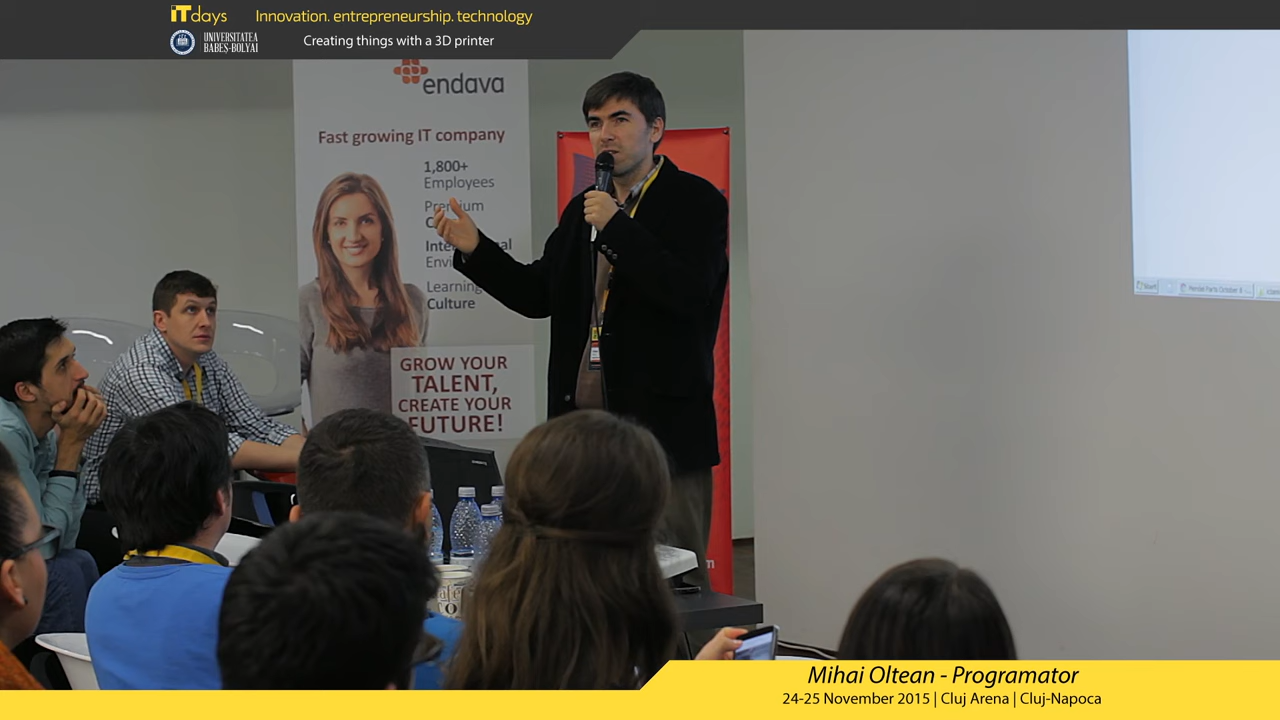 iTdays
Innovation. entrepreneurship. technology
UNIVERSITATEA
BABEȘ-BOLYAI
Creating things with a 3D printer
endava
Fast growing IT company
1,800+
Employees
Learning
Culture
GROW YOUR
TALENT,
CREATE YOUR
FUTURE!
Mihai Oltean - Programator
24-25 November 2015 | Cluj Arena | Cluj-Napoca